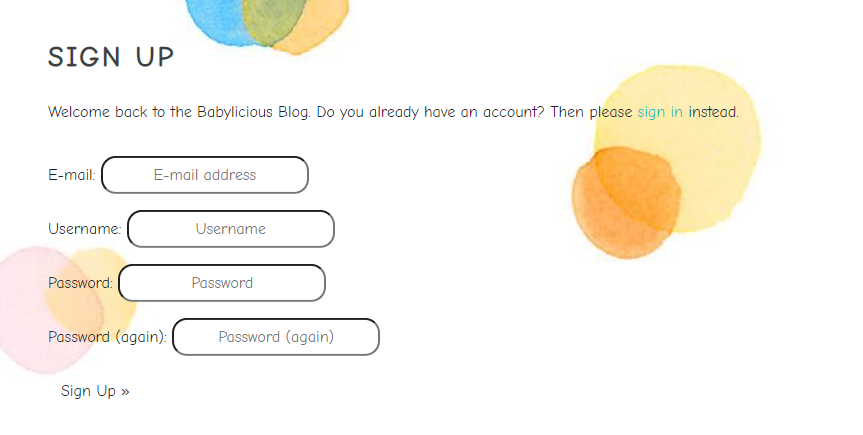 SIGN UP
Welcome back to the Babylicious Blog. Do you already have an account? Then please sign in instead.
E-mail: E-mail address
Username: Username
Password: Password
Password (again): Password (again)
Sign Up »